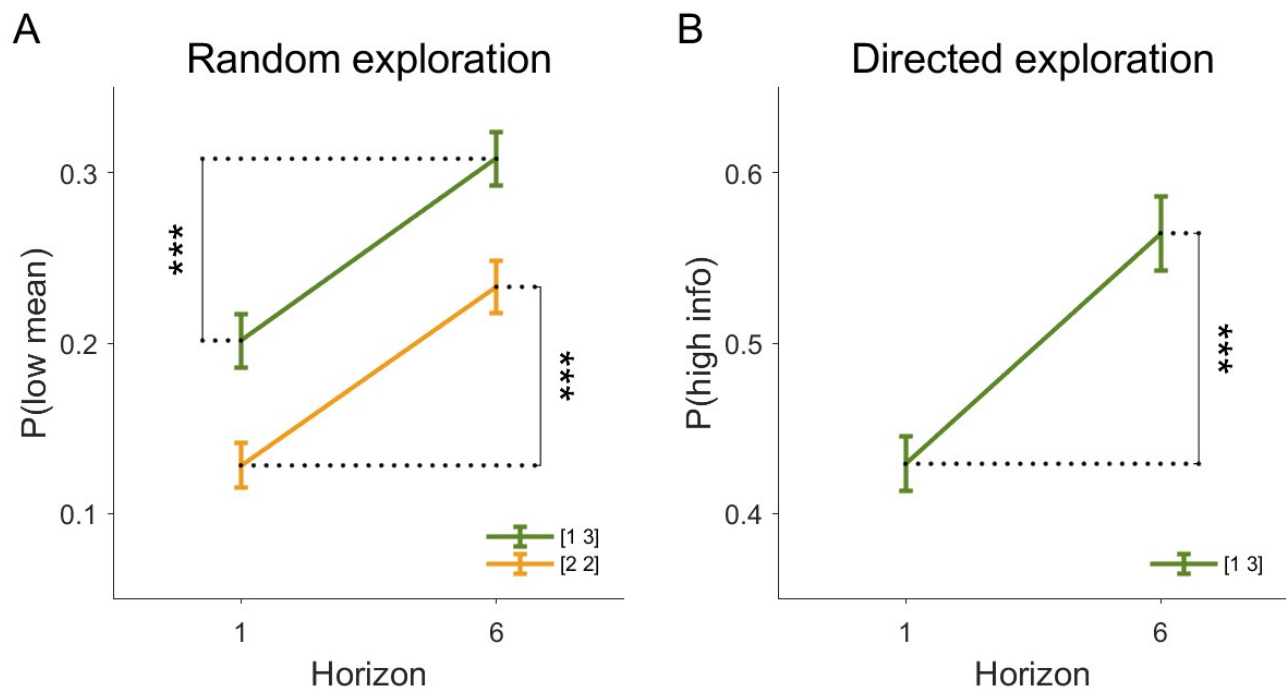 A
Random exploration
P(low mean)
0.3
0.2
0.1
***
***
[1 3]
[2 2]
1 6
Horizon
B
Directed exploration
P(high info)
0.6
0.5
0.4
***
[1 3]
1 6
Horizon